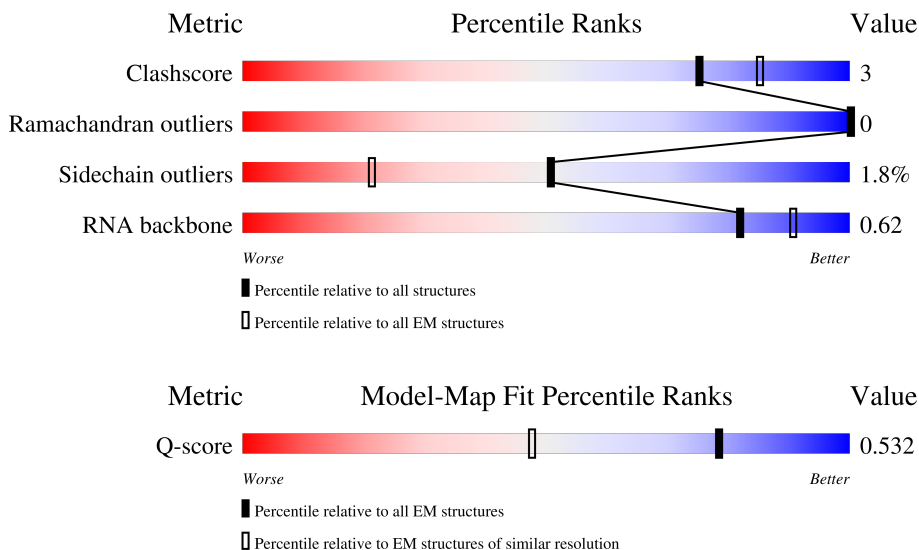 Metric Percentile Ranks Value
Clashscore 3
Ramachandran outliers 0
Sidechain outliers 1.8%
RNA backbone 0.62
Worse Better
Percentile relative to all structures
Percentile relative to all EM structures
Metric Model-Map Fit Percentile Ranks Value
Q-score 0.532
Worse Better
Percentile relative to all EM structures
Percentile relative to EM structures of similar resolution